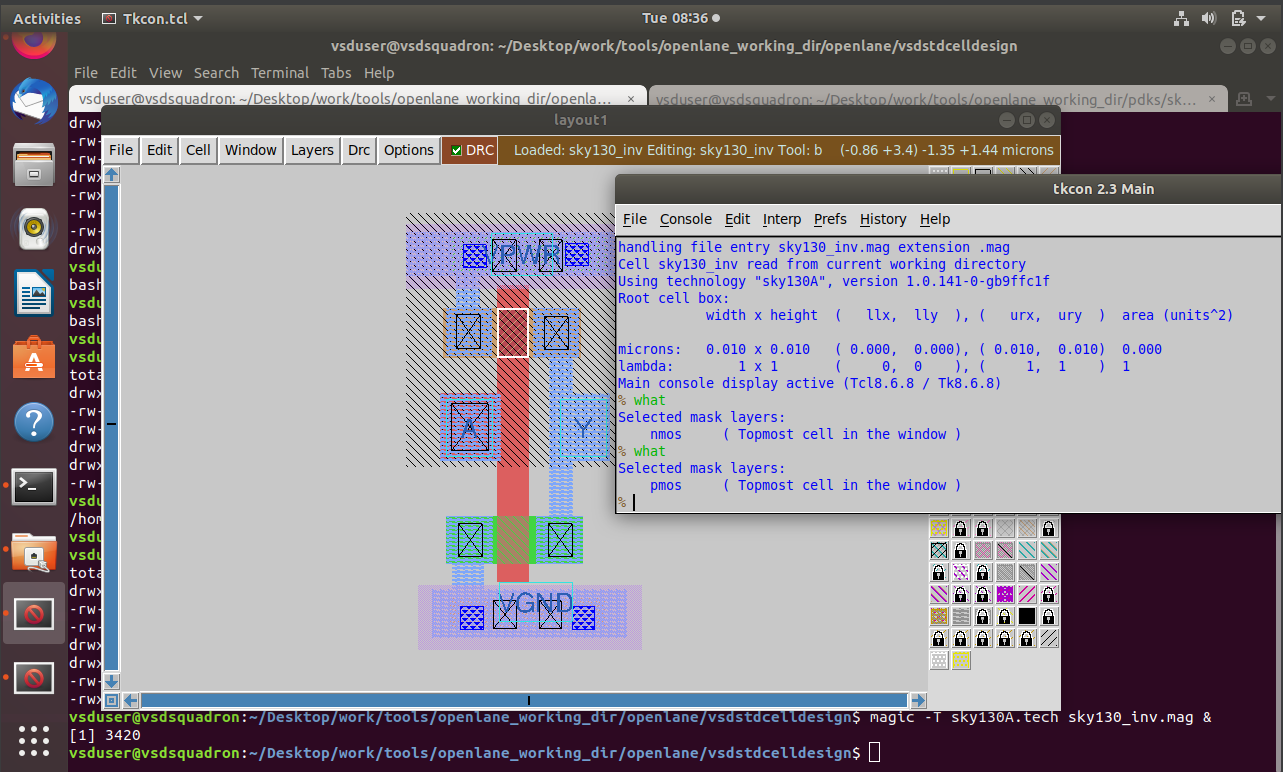 Activities Tkcon.tcl Tue 08:36
vsduser@vsdsquadron: ~/Desktop/work/tools/openlane_working_dir/openlane/vsdstdcelldesign
File Edit View Search Terminal Tabs Help
vsduser@vsdsquadron: ~/Desktop/work/tools/openlane_working_dir/openla... × vsduser@vsdsquadron: ~/Desktop/work/tools/openlane_working_dir/pdks/sk... ×
drwx
-rw-
drwx
-rwx
-rw-
-rw-
drwx
-rw-
vsdu
bash
vsdu
bash
vsdu
vsdu
tota
drwx
-rw-
-rw-
drwx
drwx
-rw-
vsdu
/hom
vsdu
vsdu
tota
drwx
-rw-
-rw-
drwx
drwx
-rw-
-rwx
layout1
File Edit Cell Window Layers Drc Options DRC Loaded: sky130_inv Editing: sky130_inv Tool: b (-0.86 +3.4) -1.35 +1.44 microns
VPWR
A Y
VGND
tkcon 2.3 Main
File Console Edit Interp Prefs History Help
handling file entry sky130_inv.mag extension .mag
Cell sky130_inv read from current working directory
Using technology "sky130A", version 1.0.141-0-gb9ffc1f
Root cell box:
width x height ( llx, lly ), ( urx, ury ) area (units^2)
microns: 0.010 x 0.010 ( 0.000, 0.000), ( 0.010, 0.010) 0.000
lambda: 1 x 1 ( 0, 0 ), ( 1, 1 ) 1
Main console display active (Tcl8.6.8 / Tk8.6.8)
% what
Selected mask layers:
nmos ( Topmost cell in the window )
% what
Selected mask layers:
pmos ( Topmost cell in the window )
%
vsduser@vsdsquadron:~/Desktop/work/tools/openlane_working_dir/openlane/vsdstdcelldesign$ magic -T sky130A.tech sky130_inv.mag &
[1] 3420
vsduser@vsdsquadron:~/Desktop/work/tools/openlane_working_dir/openlane/vsdstdcelldesign$